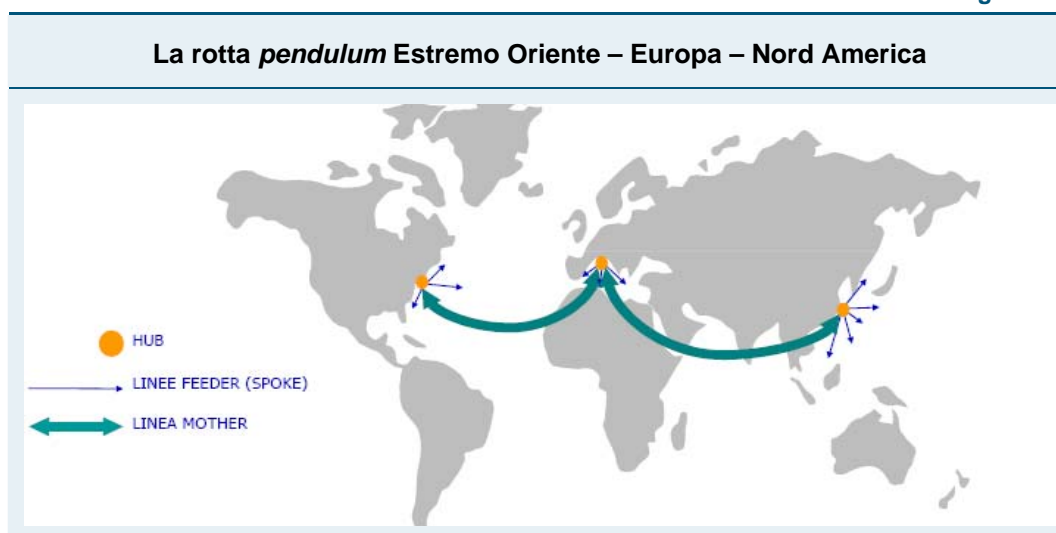 La rotta pendulum Estremo Oriente – Europa – Nord America
HUB
LINEE FEEDER (SPOKE)
LINEA MOTHER